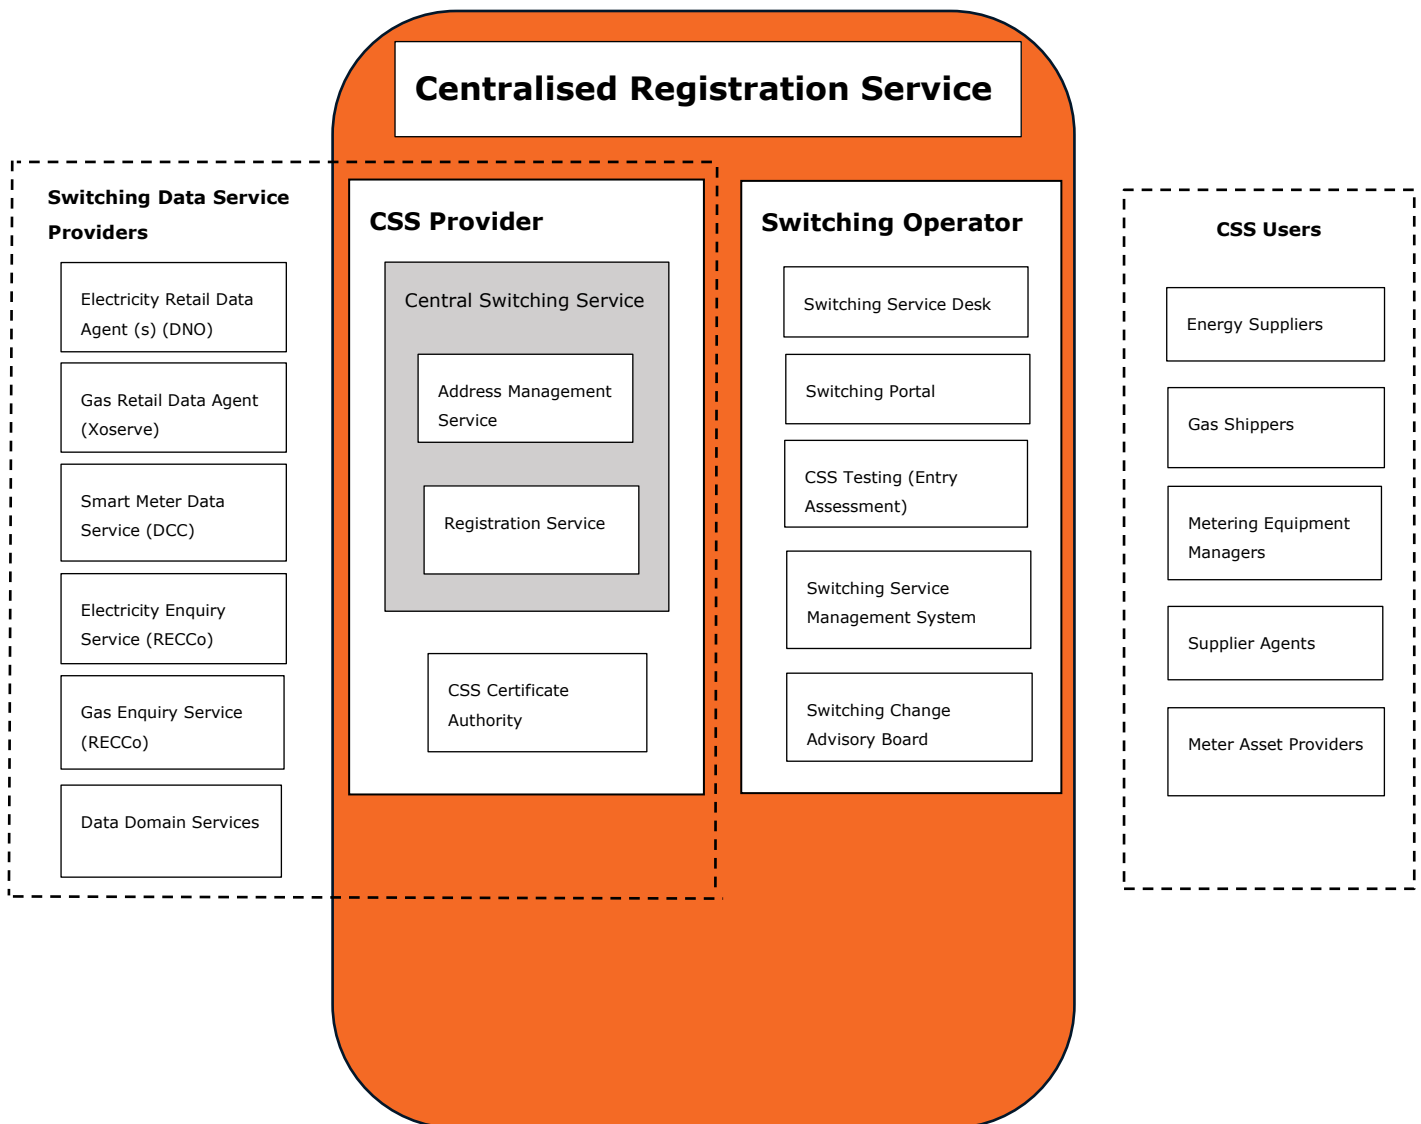 Centralised Registration Service
Switching Data Service
Providers
Electricity Retail Data
Agent (s) (DNO)
Gas Retail Data Agent
(Xoserve)
Smart Meter Data
Service (DCC)
Electricity Enquiry
Service (RECCo)
Gas Enquiry Service
(RECCo)
Data Domain Services
CSS Provider
Central Switching Service
Address Management
Service
Registration Service
CSS Certificate
Authority
Switching Operator
Switching Service Desk
Switching Portal
CSS Testing (Entry
Assessment)
Switching Service
Management System
Switching Change
Advisory Board
CSS Users
Energy Suppliers
Gas Shippers
Metering Equipment
Managers
Supplier Agents
Meter Asset Providers